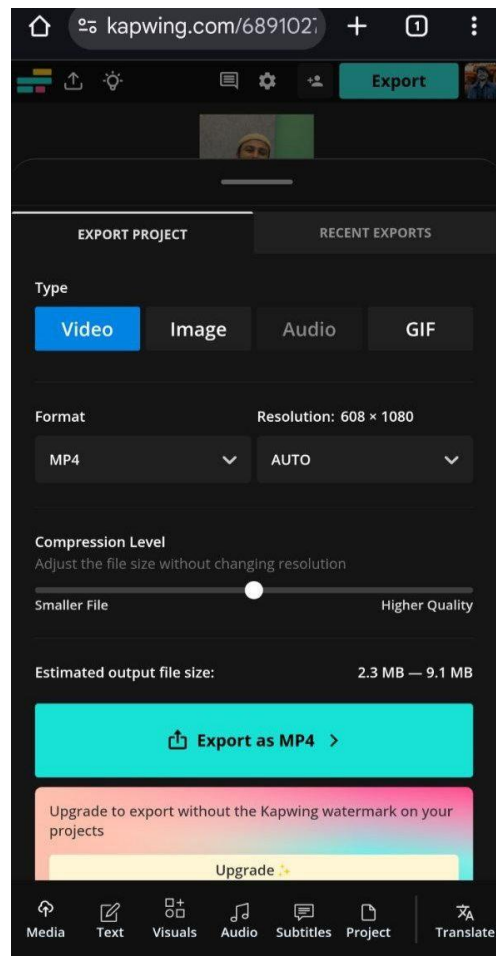 kapwing.com/689102
1
Export
EXPORT PROJECT
RECENT EXPORTS
Type
Video Image Audio GIF
Format
Resolution: 608 × 1080
MP4
AUTO
Compression Level
Adjust the file size without changing resolution
Smaller File
Higher Quality
Estimated output file size:
2.3 MB — 9.1 MB
Export as MP4 >
Upgrade to export without the Kapwing watermark on your
projects
Upgrade ✨
Media Text Visuals Audio Subtitles Project Translate